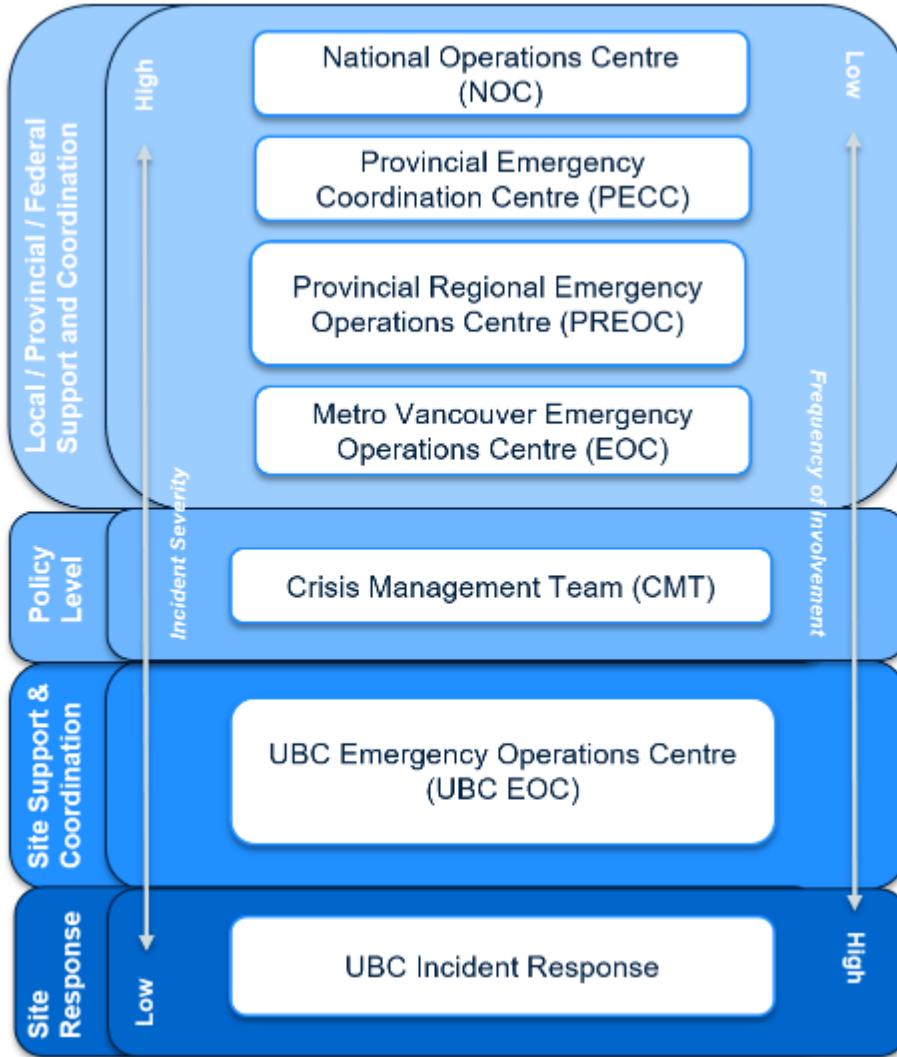 Local / Provincial / Federal
Support and Coordination
High
Low
National Operations Centre
(NOC)
Provincial Emergency
Coordination Centre (PECC)
Provincial Regional Emergency
Operations Centre (PREOC)
Metro Vancouver Emergency
Operations Centre (EOC)
Incident Severity
Frequency of Involvement
Policy
Level
Crisis Management Team (CMT)
Site Support &
Coordination
UBC Emergency Operations Centre
(UBC EOC)
Site
Response
Low
UBC Incident Response
High